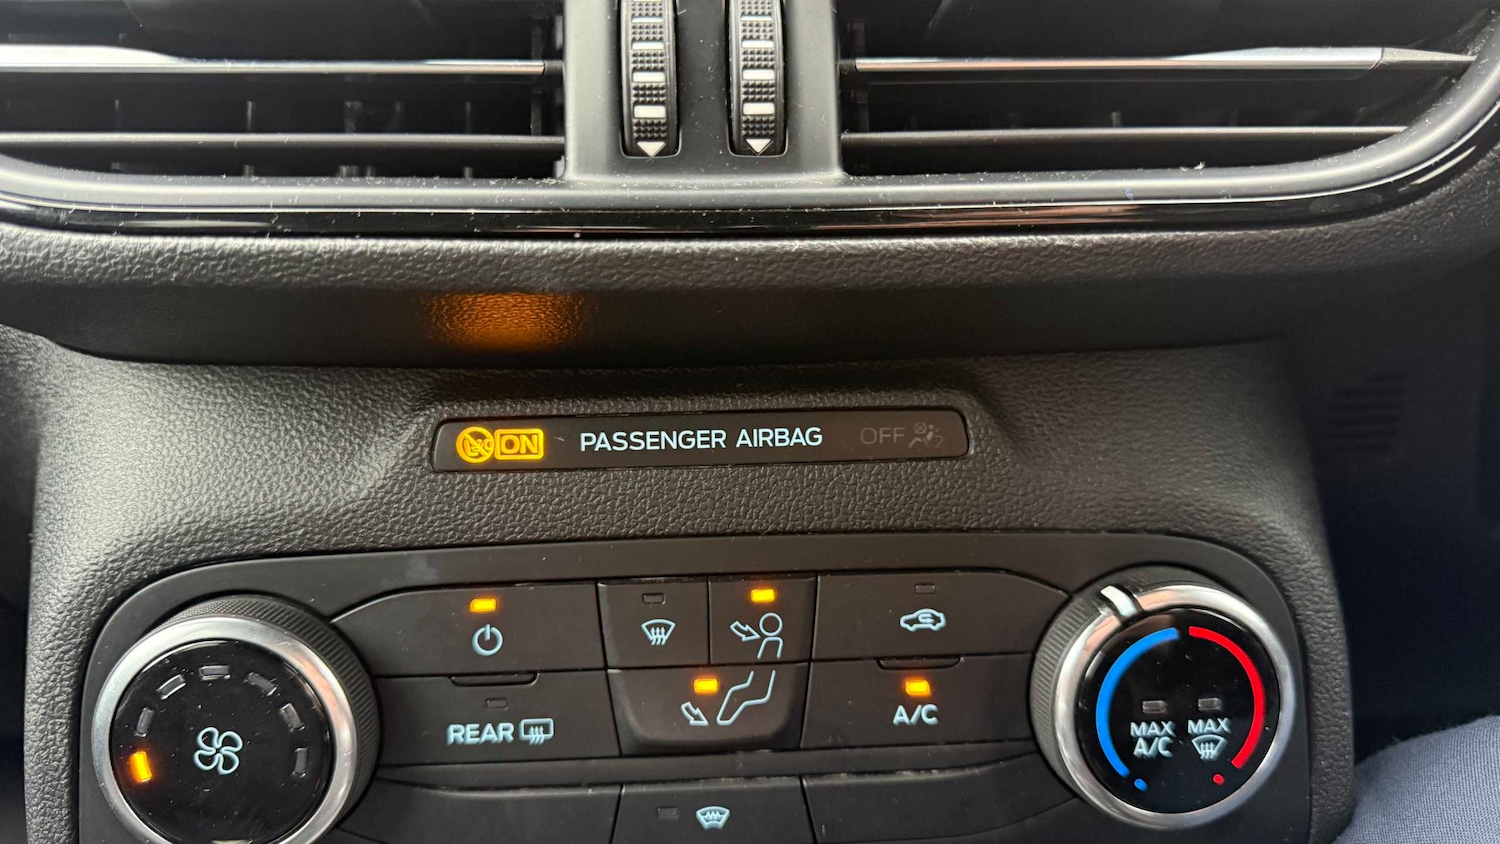 ON PASSENGER AIRBAG OFF
REAR
A/C
MAX
A/C
MAX